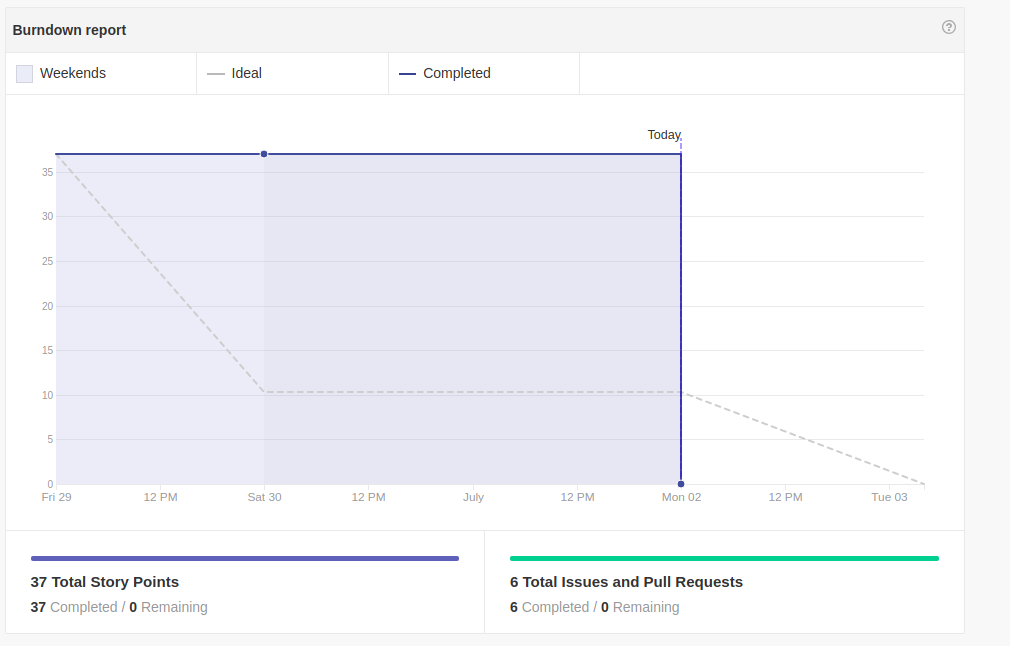 Burndown report
Weekends
Ideal
Completed
Today
35
30
25
20
15
10
5
0
Fri 29
12 PM
Sat 30
12 PM
July
12 PM
Mon 02
12 PM
Tue 03
37 Total Story Points
37 Completed / 0 Remaining
6 Total Issues and Pull Requests
6 Completed / 0 Remaining